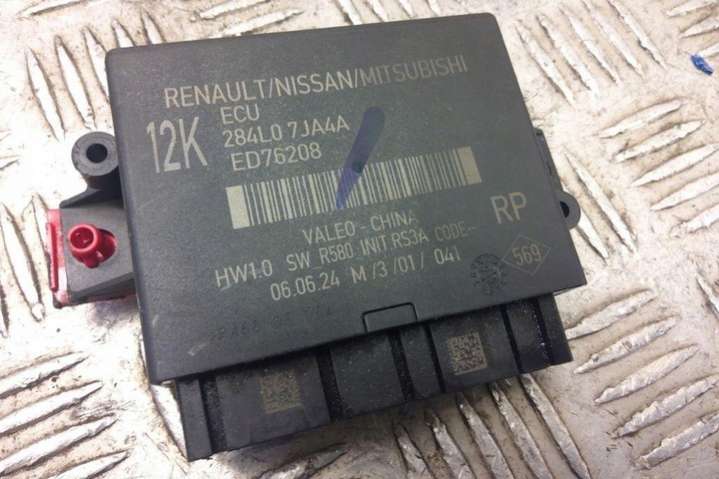 RENAULT/NISSAN/MITSUBISHI
ECU
12K
284L0 7JA4A
ED76208
VALEO - CHINA
RP
HW1.0 SW R580 INIT RS3A CODE--
569
06.06.24 M /3 /01/ 041